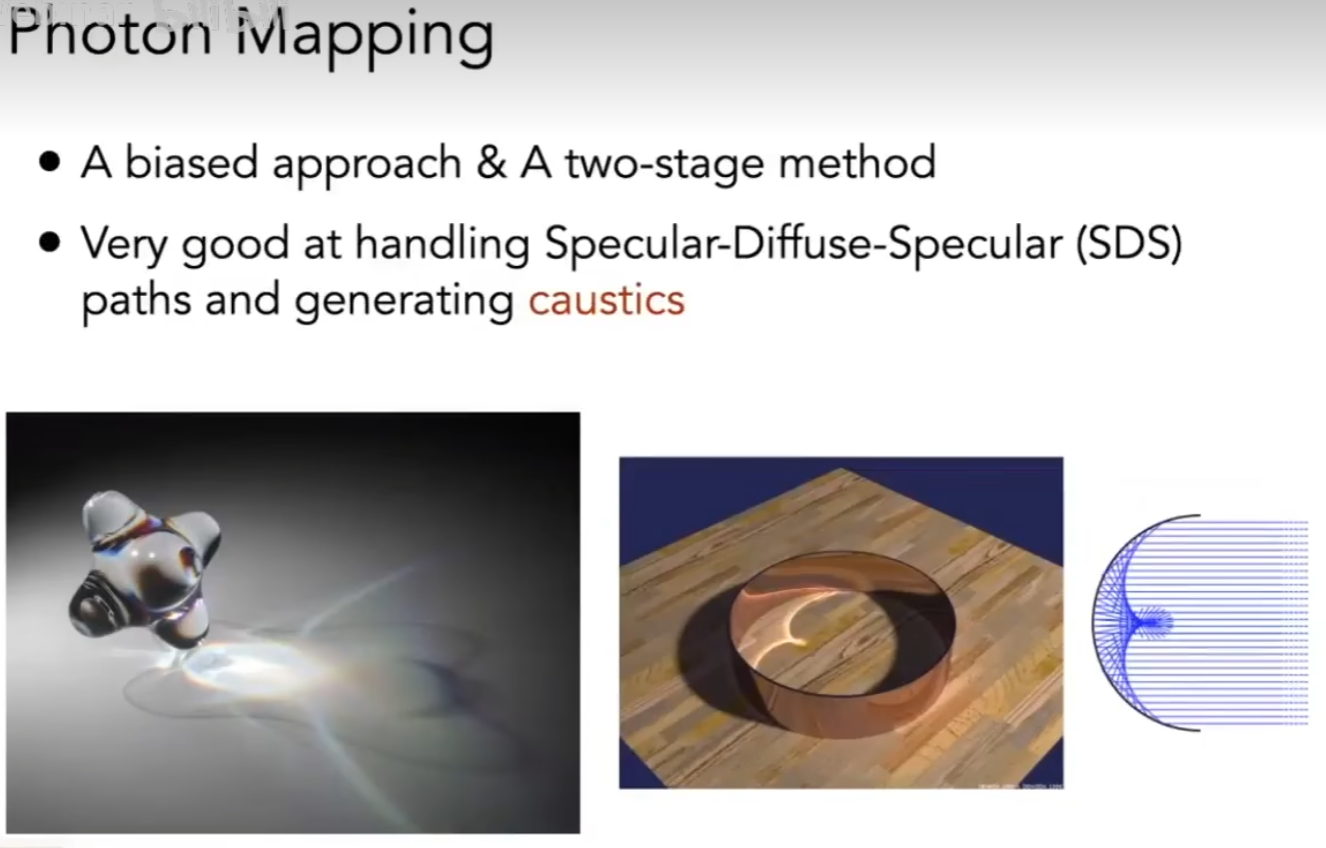 Photon Mapping
● A biased approach & A two-stage method
● Very good at handling Specular-Diffuse-Specular (SDS)
paths and generating caustics